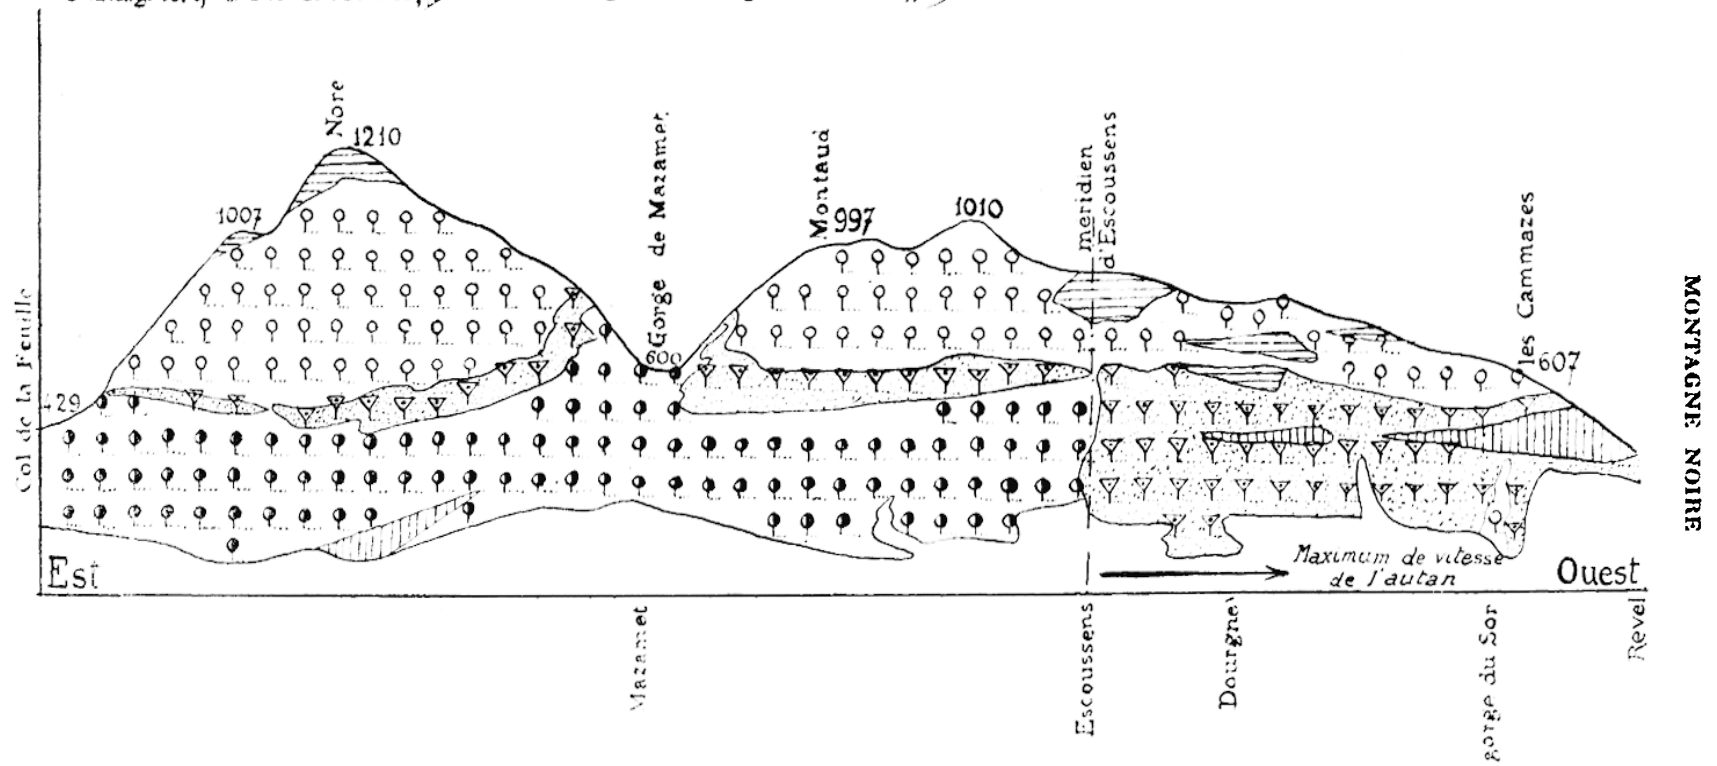 Nore
1210
1007
Gorge de Mazamet
600
Montaud
997
1010
meridien
d'Escoussens
les Cammazes
607
Col de la Feuille
429
Est
Maximum de vitesse
de l'autan
Ouest
Mazamet
Escoussens
Dourgne
gorge du Sor
Revel
MONTAGNE NOIRE